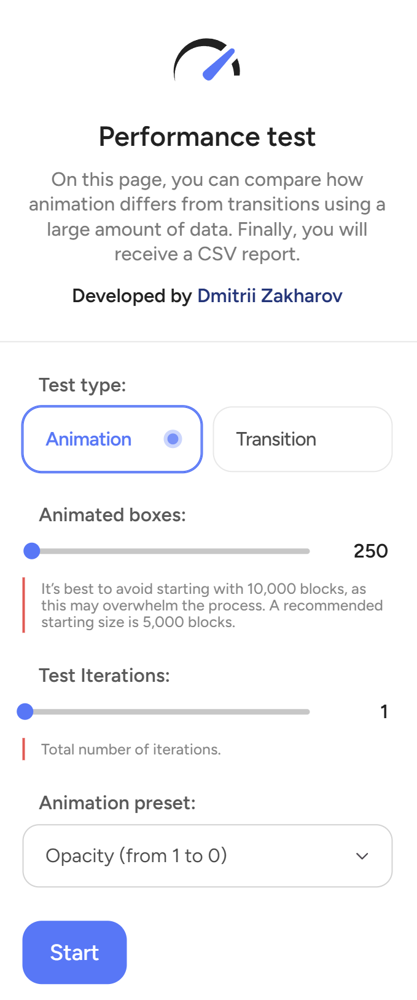 Performance test
On this page, you can compare how
animation differs from transitions using a
large amount of data. Finally, you will
receive a CSV report.
Developed by Dmitrii Zakharov
Test type:
Animation
Transition
Animated boxes:
250
It’s best to avoid starting with 10,000 blocks, as
this may overwhelm the process. A recommended
starting size is 5,000 blocks.
Test Iterations:
1
Total number of iterations.
Animation preset:
Opacity (from 1 to 0)
Start